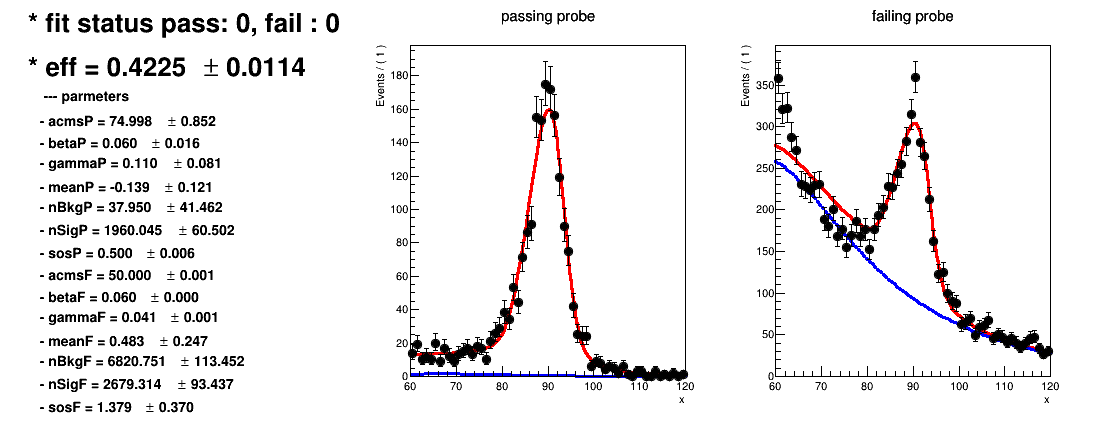 * fit status pass: 0, fail : 0
* eff = 0.4225 ± 0.0114
--- parmeters
- acmsP = 74.998 ± 0.852
- betaP = 0.060 ± 0.016
- gammaP = 0.110 ± 0.081
- meanP = -0.139 ± 0.121
- nBkgP = 37.950 ± 41.462
- nSigP = 1960.045 ± 60.502
- sosP = 0.500 ± 0.006
- acmsF = 50.000 ± 0.001
- betaF = 0.060 ± 0.000
- gammaF = 0.041 ± 0.001
- meanF = 0.483 ± 0.247
- nBkgF = 6820.751 ± 113.452
- nSigF = 2679.314 ± 93.437
- sosF = 1.379 ± 0.370
passing probe
Events / ( 1 )
180
160
140
120
100
80
60
40
20
0
60 70 80 90 100 110 120
x
failing probe
Events / ( 1 )
350
300
250
200
150
100
50
0
60 70 80 90 100 110 120
x